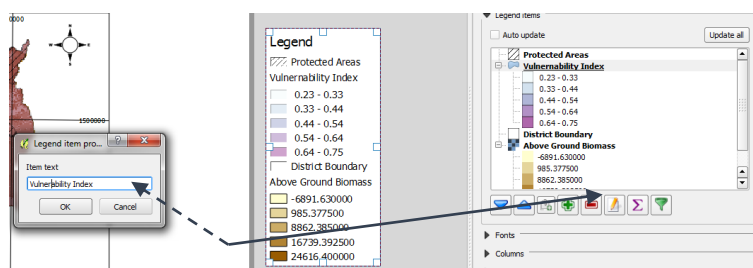 0000
W
E
1500000
Legend item pro...
?
X
Item text
Vulnerability Index
OK
Cancel
Legend
Protected Areas
Vulnerability Index
0.23 - 0.33
0.33 - 0.44
0.44 - 0.54
0.54 - 0.64
0.64 - 0.75
District Boundary
Above Ground Biomass
-6891.630000
985.377500
8862.385000
16739.392500
24616.400000
Legend items
Auto update
Update all
Protected Areas
Vulnerability Index
0.23 - 0.33
0.33 - 0.44
0.44 - 0.54
0.54 - 0.64
0.64 - 0.75
District Boundary
Above Ground Biomass
-6891.630000
985.377500
8862.385000
Σ
Fonts
Columns